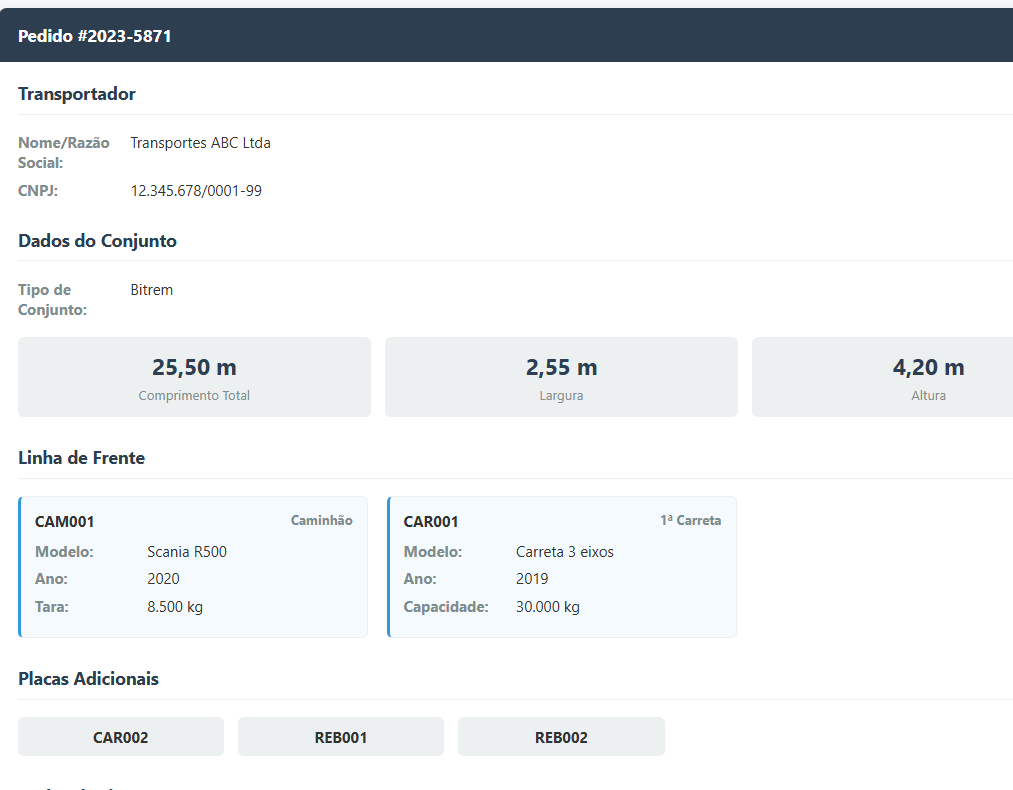 Pedido #2023-5871
Transportador
Nome/Razão Social: Transportes ABC Ltda
CNPJ: 12.345.678/0001-99
Dados do Conjunto
Tipo de Conjunto: Bitrem
25,50 m 2,55 m 4,20 m
Comprimento Total Largura Altura
Linha de Frente
CAM001 Caminhão CAR001 1ª Carreta
Modelo: Scania R500 Modelo: Carreta 3 eixos
Ano: 2020 Ano: 2019
Tara: 8.500 kg Capacidade: 30.000 kg
Placas Adicionais
CAR002 REB001 REB002